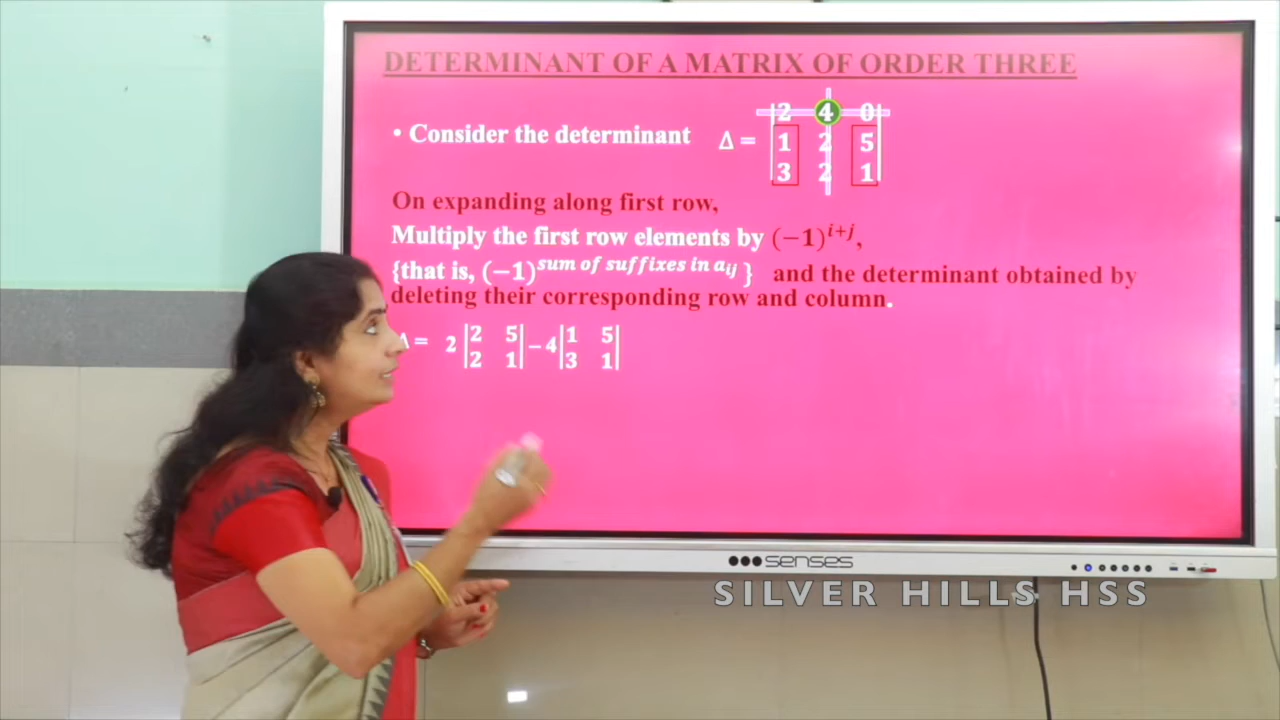 DETERMINANT OF A MATRIX OF ORDER THREE
• Consider the determinant Δ = |2 4 0|
|1 2 5|
|3 2 1|
On expanding along first row,
Multiply the first row elements by (−1)^{i+j},
{that is, (−1)^{sum of suffixes in a_{ij}} } and the determinant obtained by
deleting their corresponding row and column.
Δ = 2 |2 5| − 4 |1 5|
|2 1| |3 1|
senses
SILVER HILLS HSS